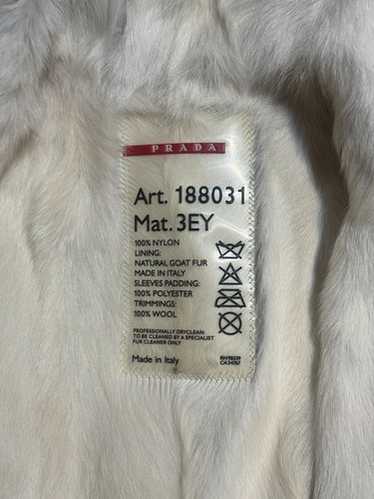 PRADA
Art. 188031
Mat. 3EY
100% NYLON
LINING:
NATURAL GOAT FUR
MADE IN ITALY
SLEEVES PADDING:
100% POLYESTER
TRIMMINGS:
100% WOOL
PROFESSIONALLY DRYCLEAN
TO BE CLEANED BY A SPECIALIST
FUR CLEANER ONLY
Made in Italy